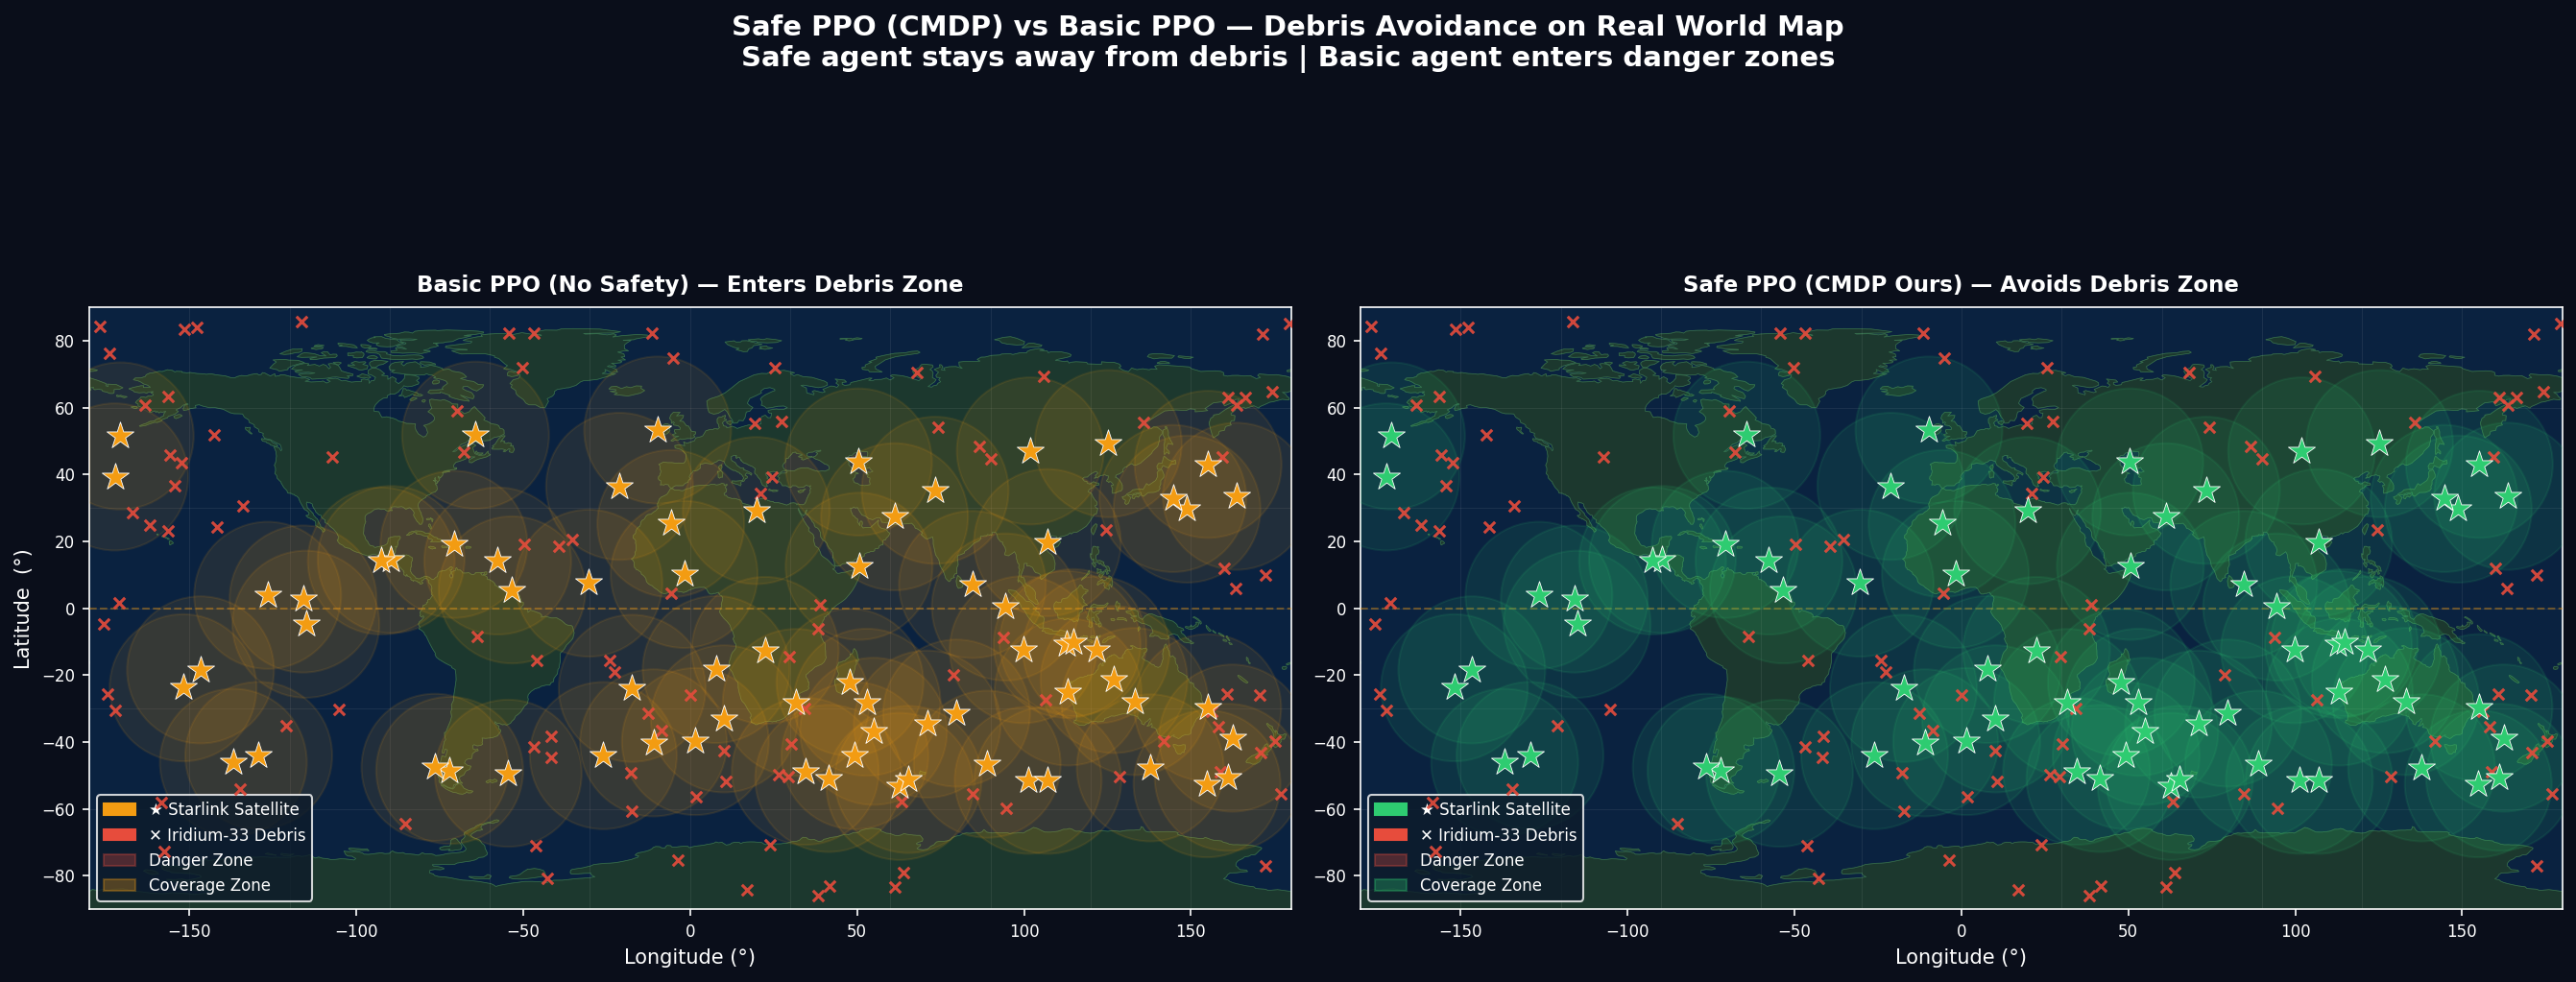 Safe PPO (CMDP) vs Basic PPO — Debris Avoidance on Real World Map
Safe agent stays away from debris | Basic agent enters danger zones
Basic PPO (No Safety) — Enters Debris Zone
80
60
40
20
0
−20
−40
−60
−80
Latitude (°)
★ Starlink Satellite
✕ Iridium-33 Debris
Danger Zone
Coverage Zone
−150
−100
−50
0
50
100
150
Longitude (°)
Safe PPO (CMDP Ours) — Avoids Debris Zone
80
60
40
20
0
−20
−40
−60
−80
★ Starlink Satellite
✕ Iridium-33 Debris
Danger Zone
Coverage Zone
−150
−100
−50
0
50
100
150
Longitude (°)